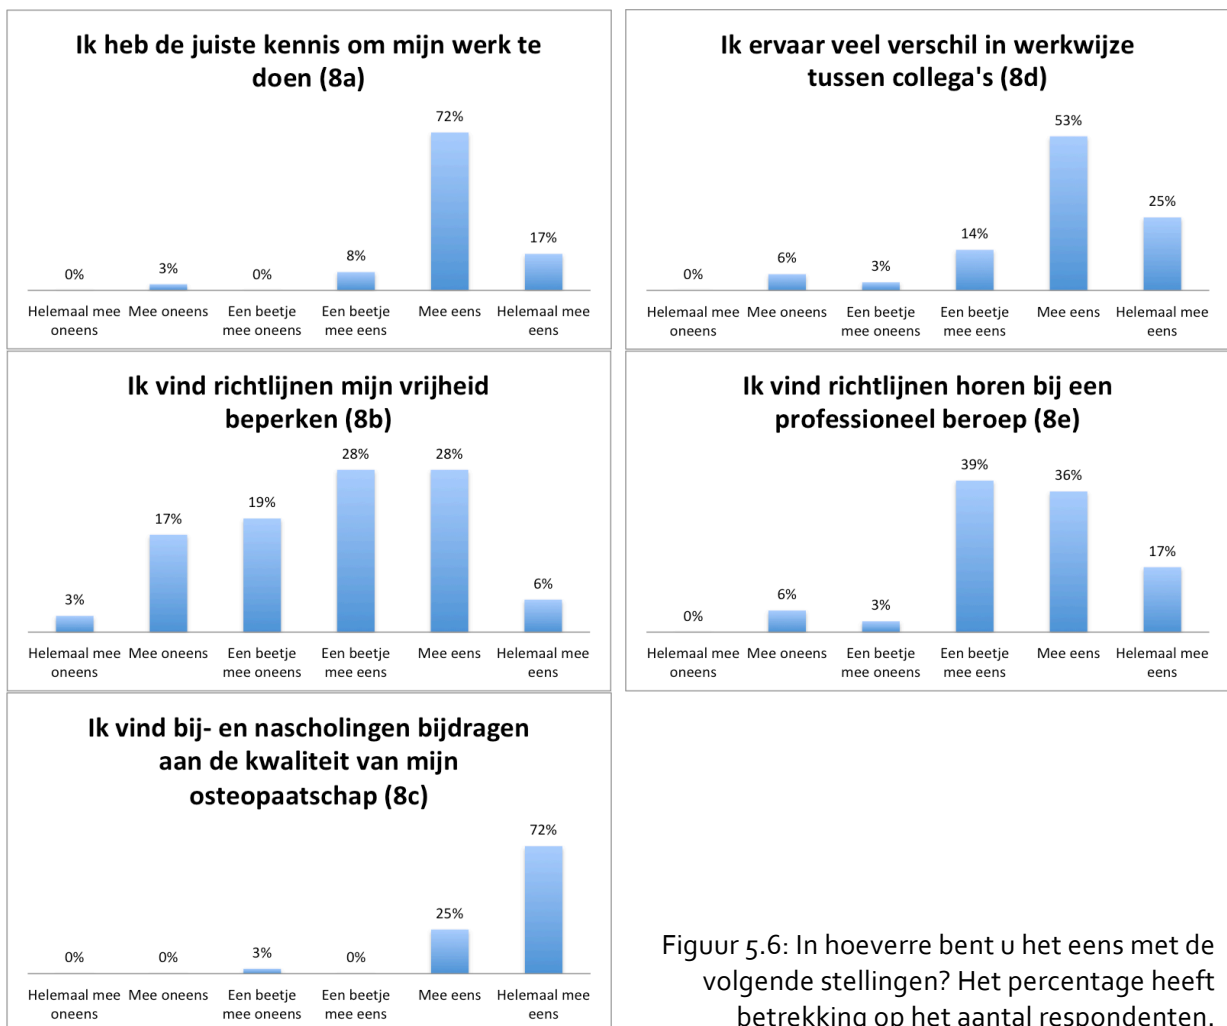 Ik heb de juiste kennis om mijn werk te
doen (8a)
72%
17%
8%
3%
0%
0%
Helemaal mee
oneens
Mee oneens
Een beetje
mee oneens
Een beetje
mee eens
Mee eens
Helemaal mee
eens
Ik ervaar veel verschil in werkwijze
tussen collega's (8d)
53%
25%
14%
6%
3%
0%
Helemaal mee
oneens
Mee oneens
Een beetje
mee oneens
Een beetje
mee eens
Mee eens
Helemaal mee
eens
Ik vind richtlijnen mijn vrijheid
beperken (8b)
28%
28%
19%
17%
3%
6%
Helemaal mee
oneens
Mee oneens
Een beetje
mee oneens
Een beetje
mee eens
Mee eens
Helemaal mee
eens
Ik vind richtlijnen horen bij een
professioneel beroep (8e)
39%
36%
17%
6%
3%
0%
Helemaal mee
oneens
Mee oneens
Een beetje
mee oneens
Een beetje
mee eens
Mee eens
Helemaal mee
eens
Ik vind bij- en nascholingen bijdragen
aan de kwaliteit van mijn
osteopaatschap (8c)
72%
25%
0%
0%
3%
0%
Helemaal mee
oneens
Mee oneens
Een beetje
mee oneens
Een beetje
mee eens
Mee eens
Helemaal mee
eens
Figuur 5.6: In hoeverre bent u het eens met de
volgende stellingen? Het percentage heeft
betrekking op het aantal respondenten.